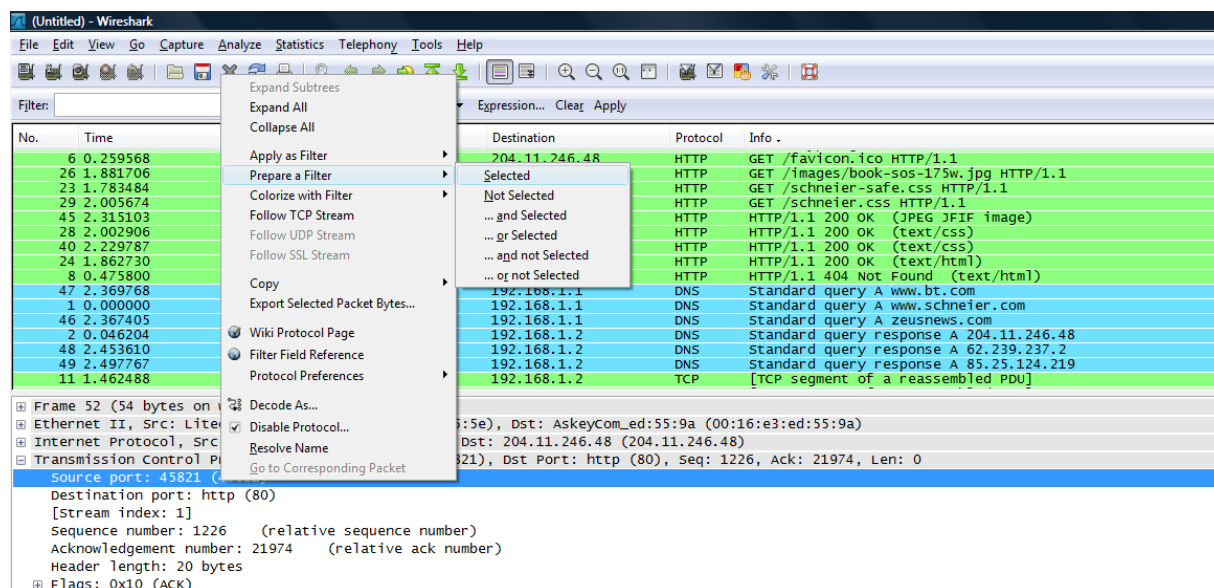 (Untitled) - Wireshark
File Edit View Go Capture Analyze Statistics Telephony Tools Help
Filter: Expression... Clear Apply
No. Time Destination Protocol Info
6 0.259568 204.11.246.48 HTTP GET /favicon.ico HTTP/1.1
26 1.881706 HTTP GET /images/book-sos-175w.jpg HTTP/1.1
23 1.783484 HTTP GET /schneier-safe.css HTTP/1.1
29 2.005674 HTTP GET /schneier.css HTTP/1.1
45 2.315103 HTTP HTTP/1.1 200 OK (JPEG JFIF image)
28 2.002906 HTTP HTTP/1.1 200 OK (text/css)
40 2.229787 HTTP HTTP/1.1 200 OK (text/css)
24 1.862730 HTTP HTTP/1.1 200 OK (text/html)
8 0.475800 HTTP HTTP/1.1 404 Not Found (text/html)
47 2.369768 192.168.1.1 DNS Standard query A www.bt.com
1 0.000000 192.168.1.1 DNS Standard query A www.schneier.com
46 2.367405 192.168.1.1 DNS Standard query A zeusnews.com
2 0.046204 192.168.1.2 DNS Standard query response A 204.11.246.48
48 2.453610 192.168.1.2 DNS Standard query response A 62.239.237.2
49 2.497767 192.168.1.2 DNS Standard query response A 85.25.124.219
11 1.462488 192.168.1.2 TCP [TCP segment of a reassembled PDU]
Expand Subtrees
Expand All
Collapse All
Apply as Filter
Prepare a Filter
Colorize with Filter
Follow TCP Stream
Follow UDP Stream
Follow SSL Stream
Copy
Export Selected Packet Bytes...
Wiki Protocol Page
Filter Field Reference
Protocol Preferences
Decode As...
Disable Protocol...
Resolve Name
Go to Corresponding Packet
Selected
Not Selected
... and Selected
... or Selected
... and not Selected
... or not Selected
Frame 52 (54 bytes on
Ethernet II, Src: Lite :5e), Dst: AskeyCom_ed:55:9a (00:16:e3:ed:55:9a)
Internet Protocol, Src Dst: 204.11.246.48 (204.11.246.48)
Transmission Control P 821), Dst Port: http (80), Seq: 1226, Ack: 21974, Len: 0
Source port: 45821
Destination port: http (80)
[Stream index: 1]
Sequence number: 1226 (relative sequence number)
Acknowledgement number: 21974 (relative ack number)
Header length: 20 bytes
Flags: 0x10 (ACK)